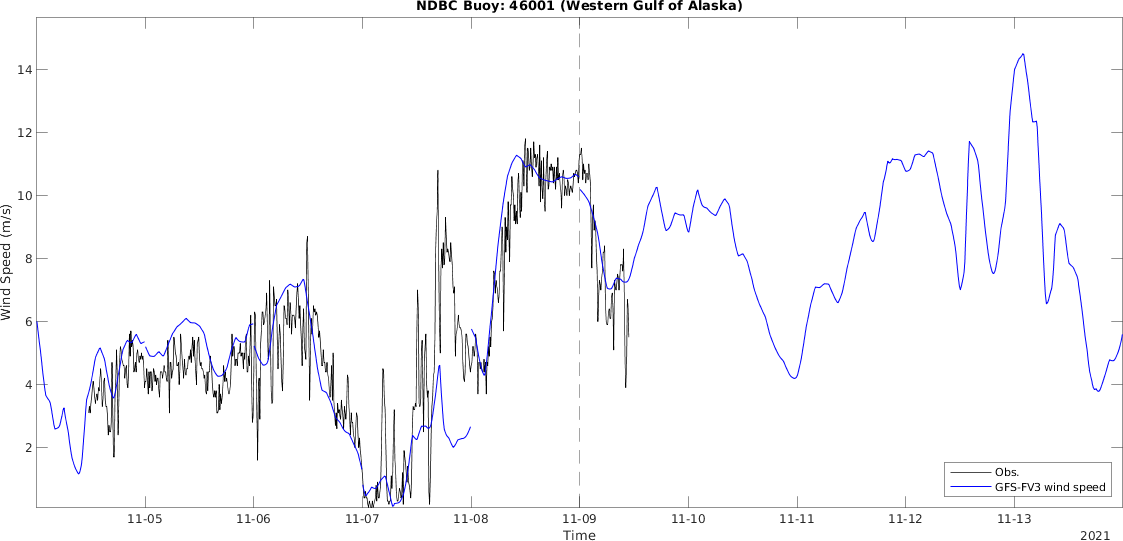 NDBC Buoy: 46001 (Western Gulf of Alaska)
Wind Speed (m/s)
14
12
10
8
6
4
2
11-05 11-06 11-07 11-08 11-09 11-10 11-11 11-12 11-13
Time
2021
Obs.
GFS-FV3 wind speed